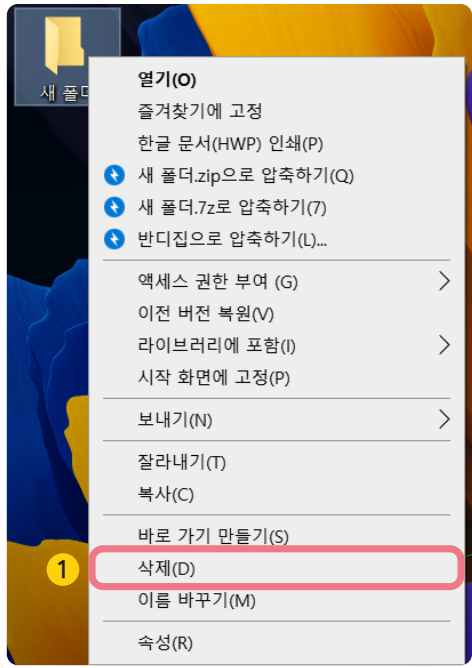 새 폴더
열기(O)
즐겨찾기에 고정
한글 문서(HWP) 인쇄(P)
새 폴더.zip으로 압축하기(Q)
새 폴더.7z로 압축하기(7)
반디집으로 압축하기(L)...
액세스 권한 부여 (G)
이전 버전 복원(V)
라이브러리에 포함(I)
시작 화면에 고정(P)
보내기(N)
잘라내기(T)
복사(C)
바로 가기 만들기(S)
1 삭제(D)
이름 바꾸기(M)
속성(R)